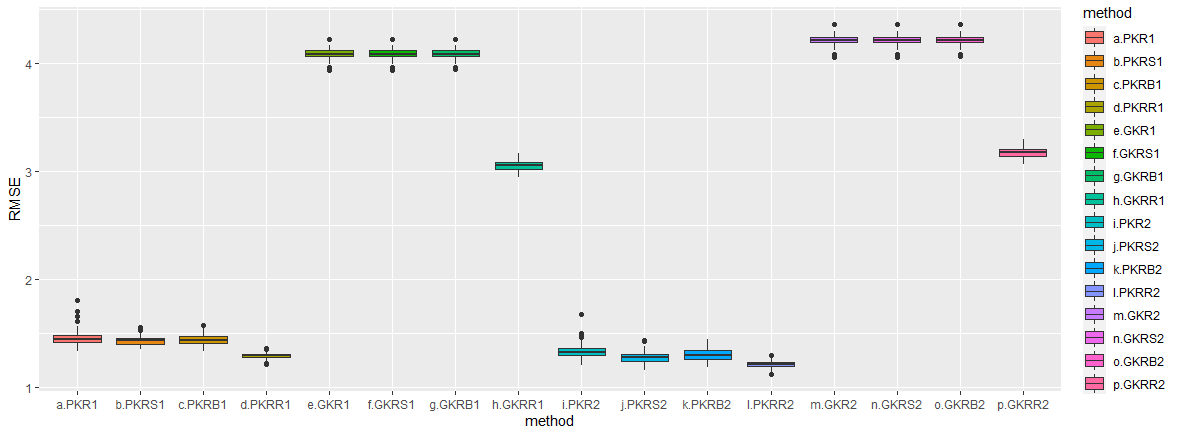 method
a.PKR1
b.PKRS1
c.PKRB1
d.PKRR1
e.GKR1
f.GKRS1
g.GKRB1
h.GKRR1
i.PKR2
j.PKRS2
k.PKRB2
l.PKRR2
m.GKR2
n.GKRS2
o.GKRB2
p.GKRR2
RMSE
4
3
2
1
a.PKR1 b.PKRS1 c.PKRB1 d.PKRR1 e.GKR1 f.GKRS1 g.GKRB1 h.GKRR1 i.PKR2 j.PKRS2 k.PKRB2 l.PKRR2 m.GKR2 n.GKRS2 o.GKRB2 p.GKRR2
method